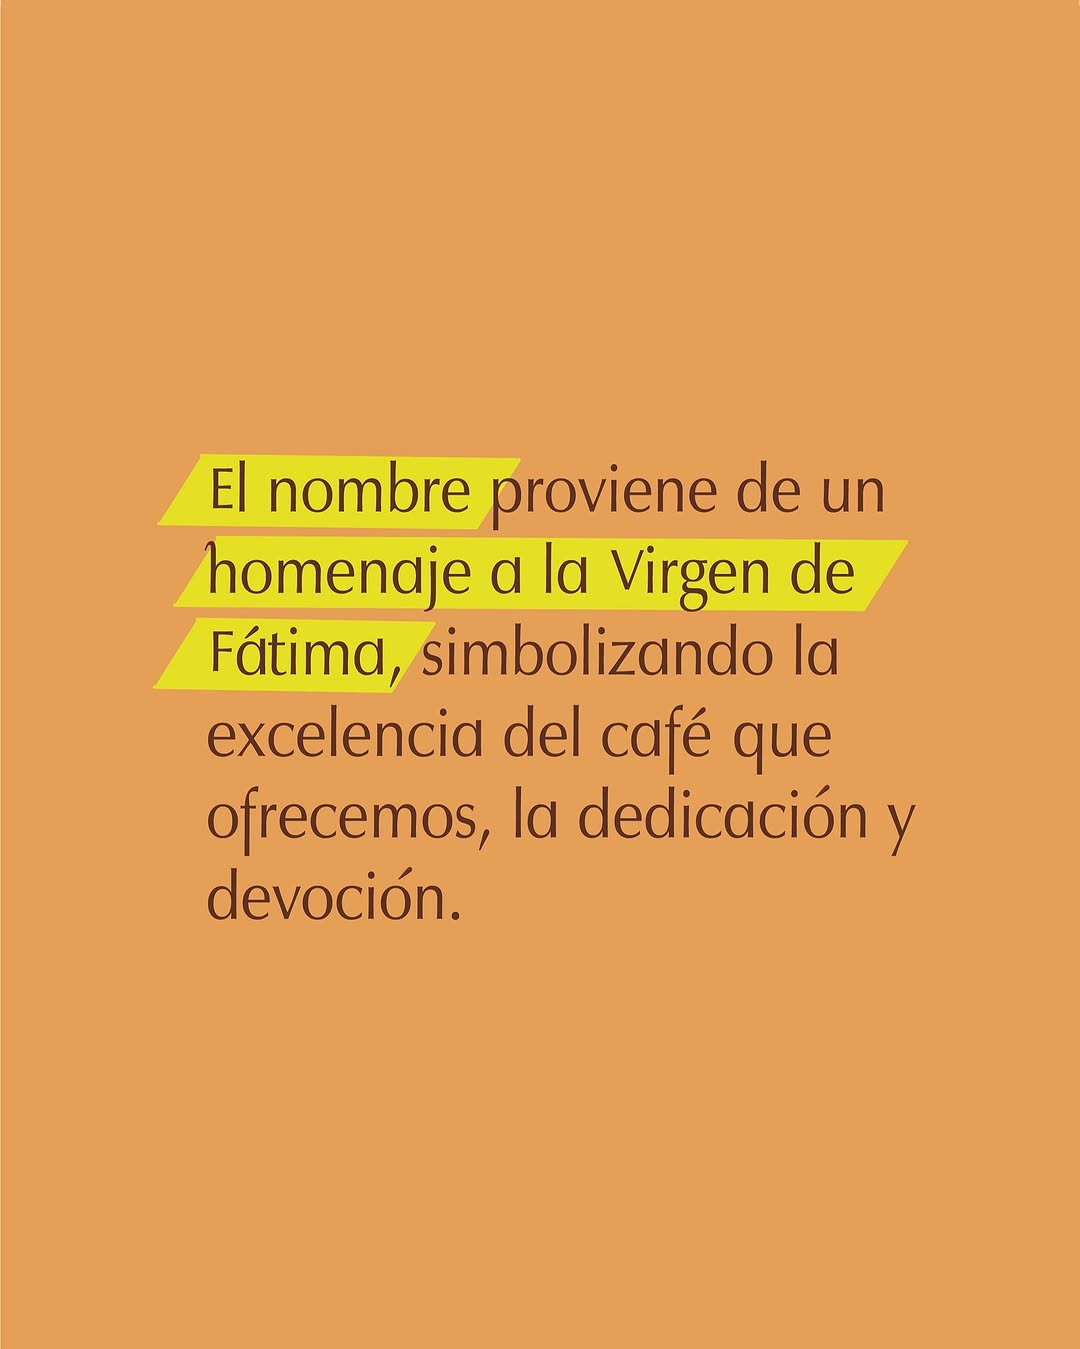 El nombre proviene de un
homenaje a la Virgen de
Fátima, simbolizando la
excelencia del café que
ofrecemos, la dedicación y
devoción.